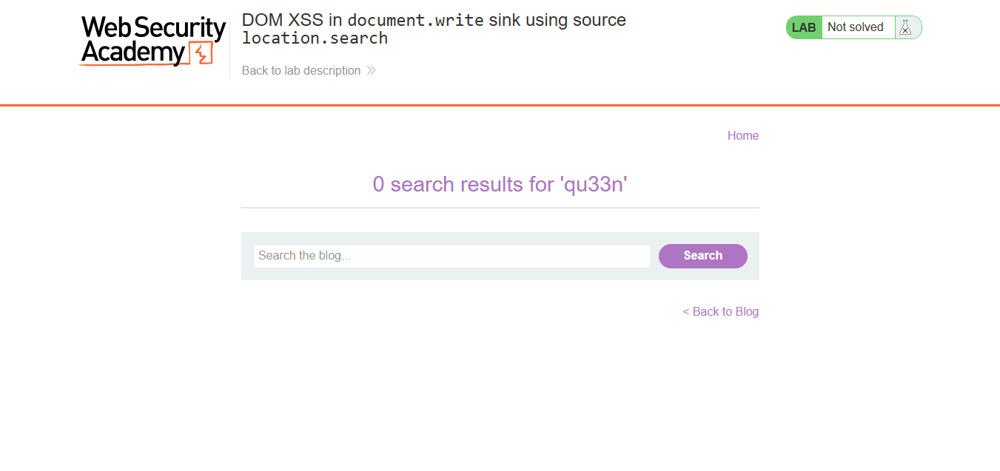 Web Security
Academy
DOM XSS in document.write sink using source
location.search
Back to lab description
LAB Not solved
Home
0 search results for 'qu33n'
Search the blog...
Search
< Back to Blog